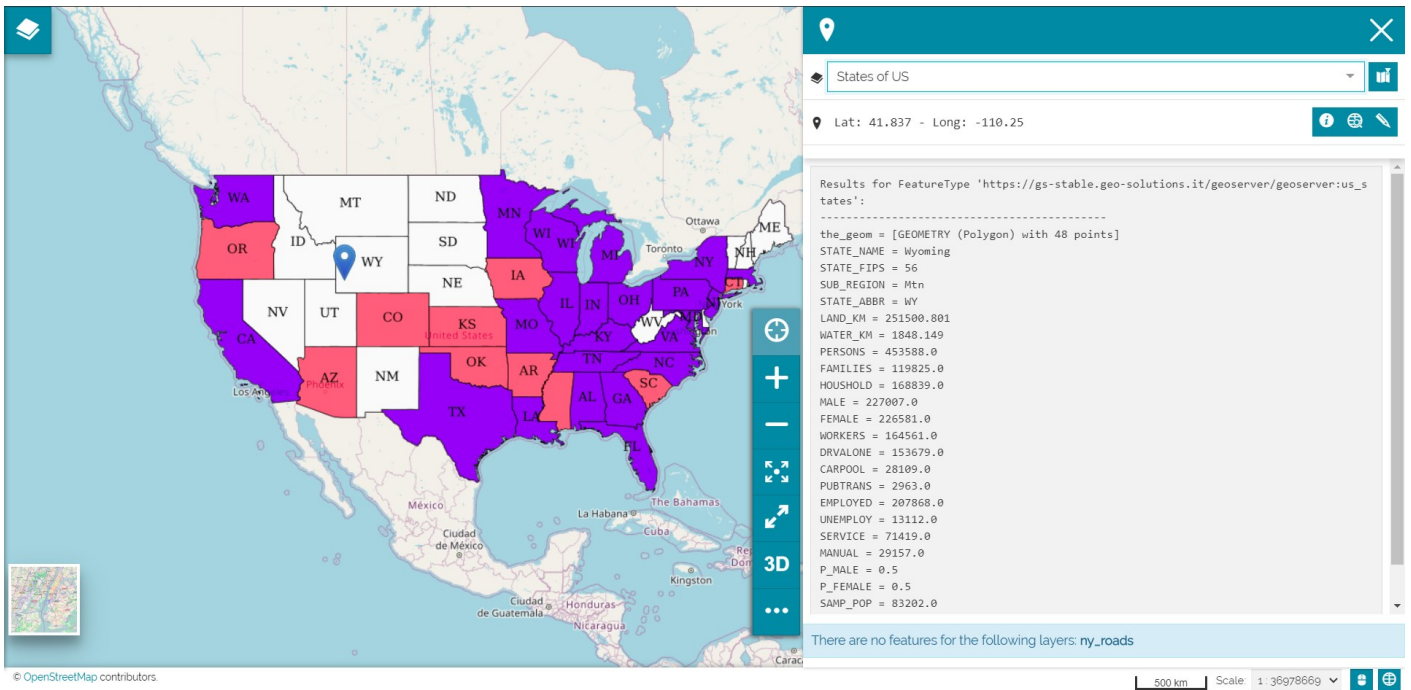 States of US
Lat: 41.837 - Long: -110.25
Results for FeatureType 'https://gs-stable.geo-solutions.it/geoserver/geoserver:us_s
tates':
--------------------------------------------
the_geom = [GEOMETRY (Polygon) with 48 points]
STATE_NAME = Wyoming
STATE_FIPS = 56
SUB_REGION = Mtn
STATE_ABBR = WY
LAND_KM = 251500.801
WATER_KM = 1848.149
PERSONS = 453588.0
FAMILIES = 119825.0
HOUSHOLD = 168839.0
MALE = 227007.0
FEMALE = 226581.0
WORKERS = 164561.0
DRVALONE = 153679.0
CARPOOL = 28109.0
PUBTRANS = 2963.0
EMPLOYED = 207868.0
UNEMPLOY = 13112.0
SERVICE = 71419.0
MANUAL = 29157.0
P_MALE = 0.5
P_FEMALE = 0.5
SAMP_POP = 83202.0
There are no features for the following layers: ny_roads
WA
MT
ND
MN
OR
ID
SD
WI
WI
MI
Ottawa
Toronto
ME
NH
NY
WY
NE
IA
CT
NV
UT
CO
KS
United States
MO
IL
IN
OH
PA
NJ
York
WV
MD
VA
KY
CA
Los Angeles
AZ
Phoenix
NM
OK
AR
TN
NC
SC
TX
LA
AL
GA
FL
México
Ciudad
de México
La Habana
The Bahamas
Cuba
Kingston
Ciudad
de Guatemala
Honduras
Nicaragua
3D
© OpenStreetMap contributors.
500 km
Scale: 1 : 36978669